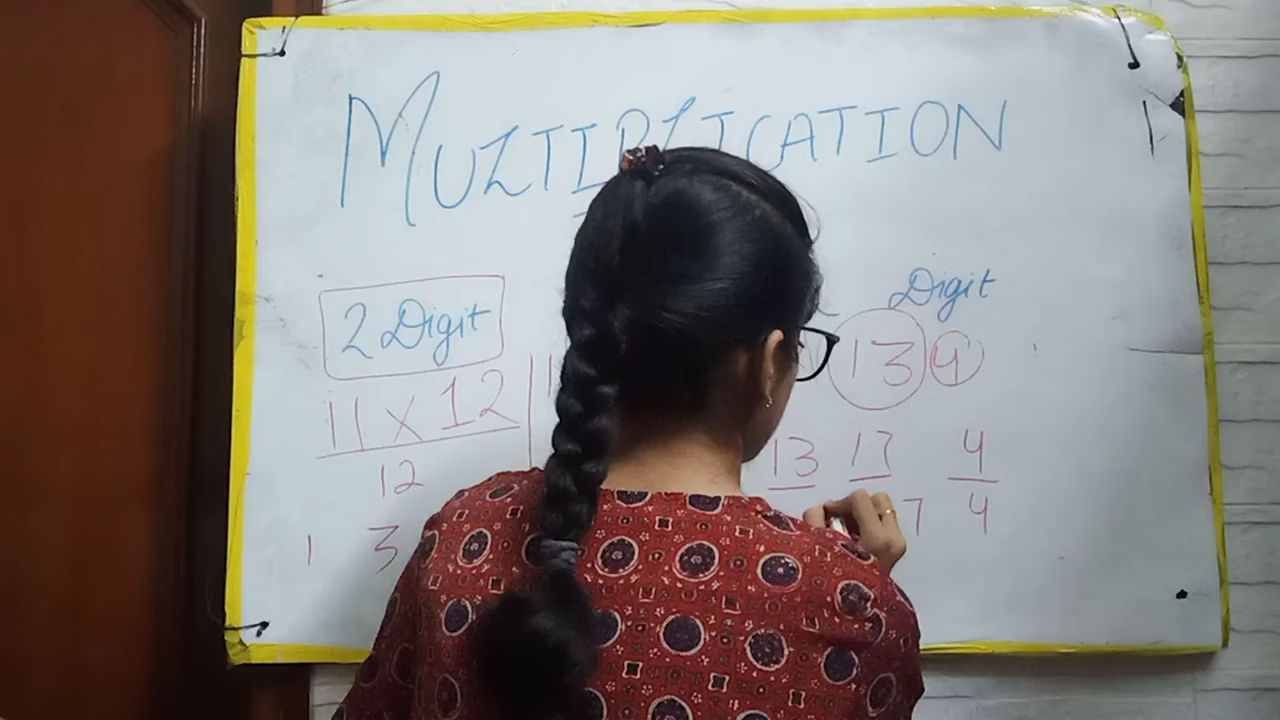 MULTIPLICATION
2 Digit
Digit
11 x 12
13 4
12
13 13 4
1 3
7 4